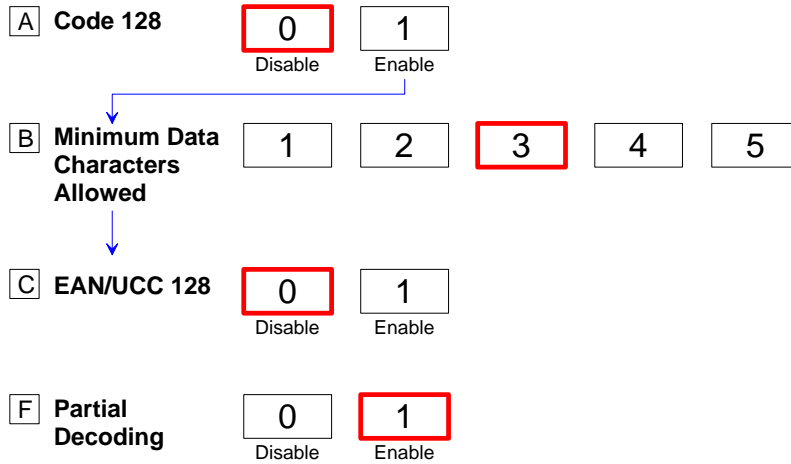 A Code 128 0 1
Disable Enable
B Minimum Data Characters Allowed 1 2 3 4 5
C EAN/UCC 128 0 1
Disable Enable
F Partial Decoding 0 1
Disable Enable